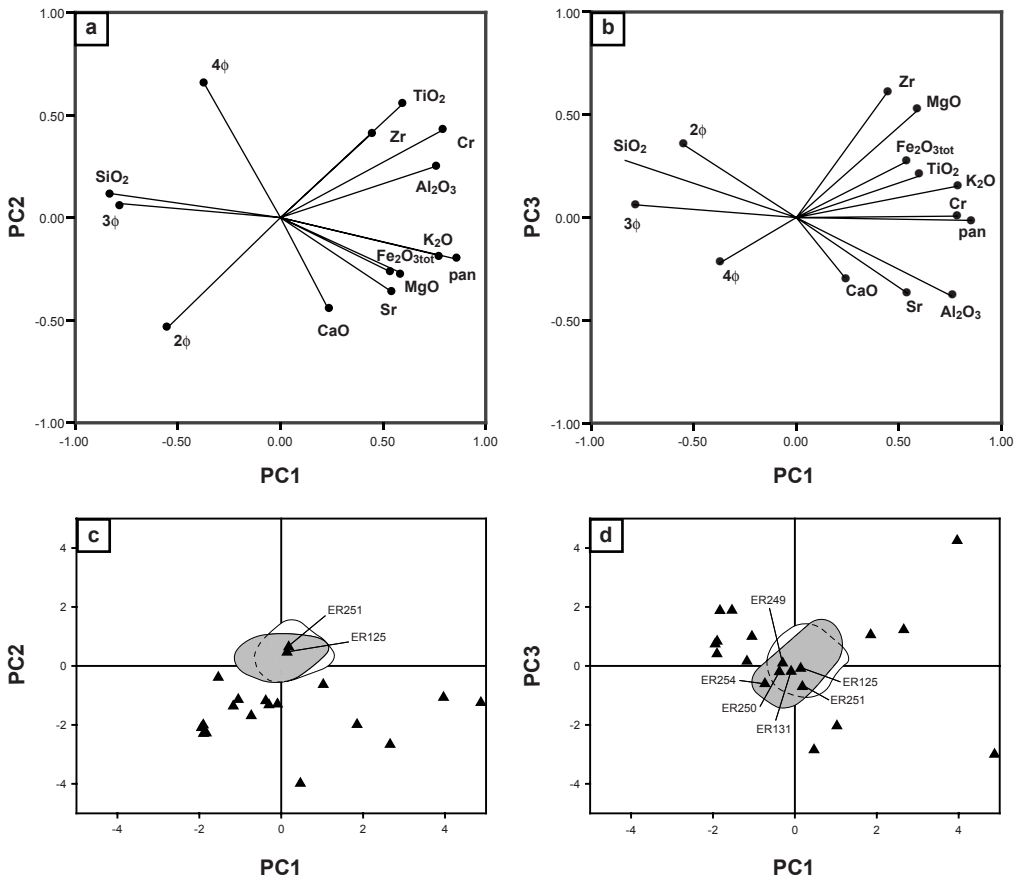 a
1.00
0.50
0.00
-0.50
-1.00
PC2
4ϕ
TiO2
Zr
Cr
Al2O3
SiO2
3ϕ
K2O
Fe2O3tot
MgO
pan
Sr
CaO
2ϕ
-1.00 -0.50 0.00 0.50 1.00
PC1
b
1.00
0.50
0.00
-0.50
-1.00
PC3
Zr
MgO
2ϕ
SiO2
Fe2O3tot
TiO2
K2O
Cr
3ϕ
pan
4ϕ
CaO
Sr
Al2O3
-1.00 -0.50 0.00 0.50 1.00
PC1
c
4
2
0
-2
-4
PC2
ER251
ER125
-4 -2 0 2 4
PC1
d
4
2
0
-2
-4
PC3
ER249
ER254
ER125
ER250
ER251
ER131
-4 -2 0 2 4
PC1